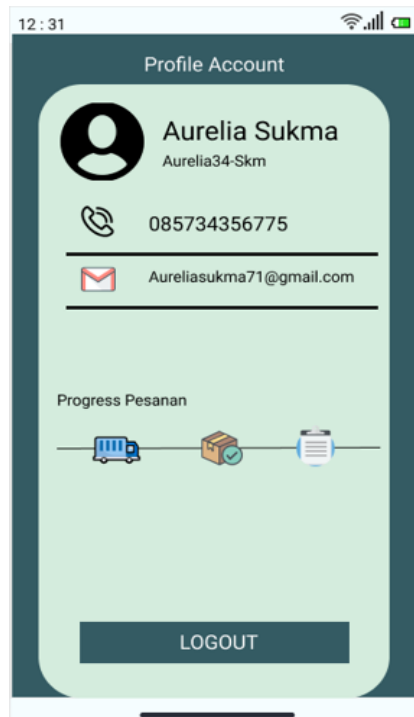 12 : 31
Profile Account
Aurelia Sukma
Aurelia34-Skm
085734356775
Aureliasukma71@gmail.com
Progress Pesanan
LOGOUT